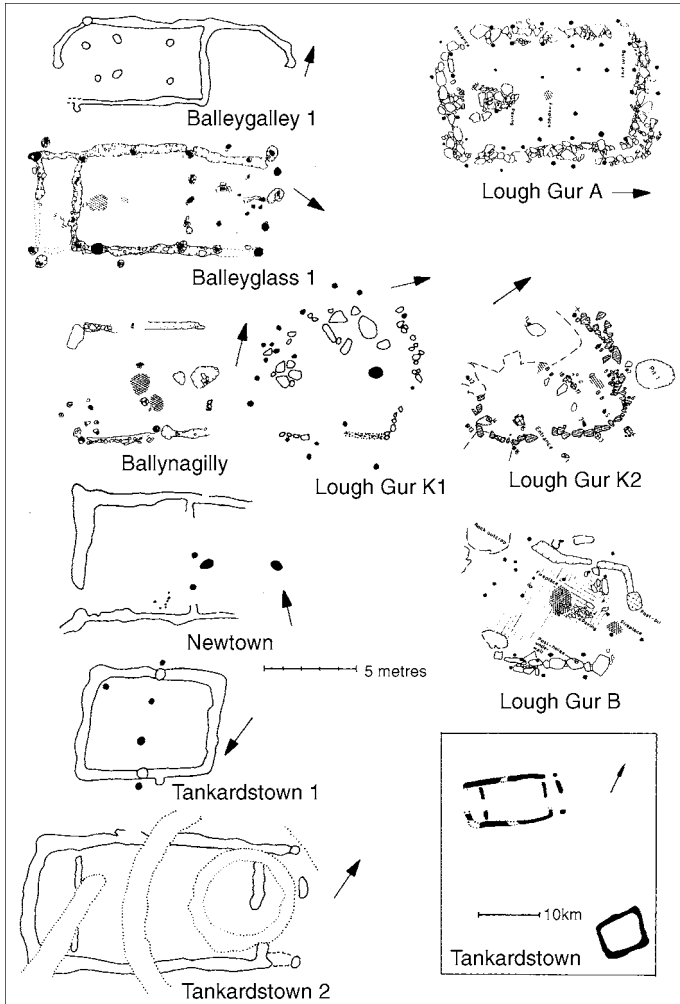 Balleygalley 1
Lough Gur A
Balleyglass 1
Ballynagilly
Lough Gur K1
Lough Gur K2
Newtown
5 metres
Lough Gur B
Tankardstown 1
10km
Tankardstown
Tankardstown 2